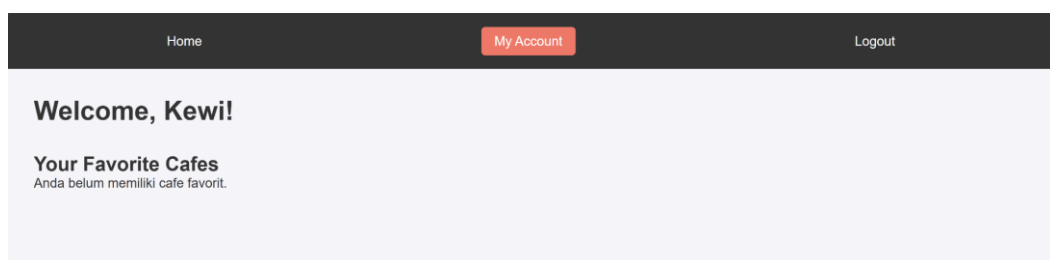 Home My Account Logout
Welcome, Kewi!
Your Favorite Cafes
Anda belum memiliki cafe favorit.